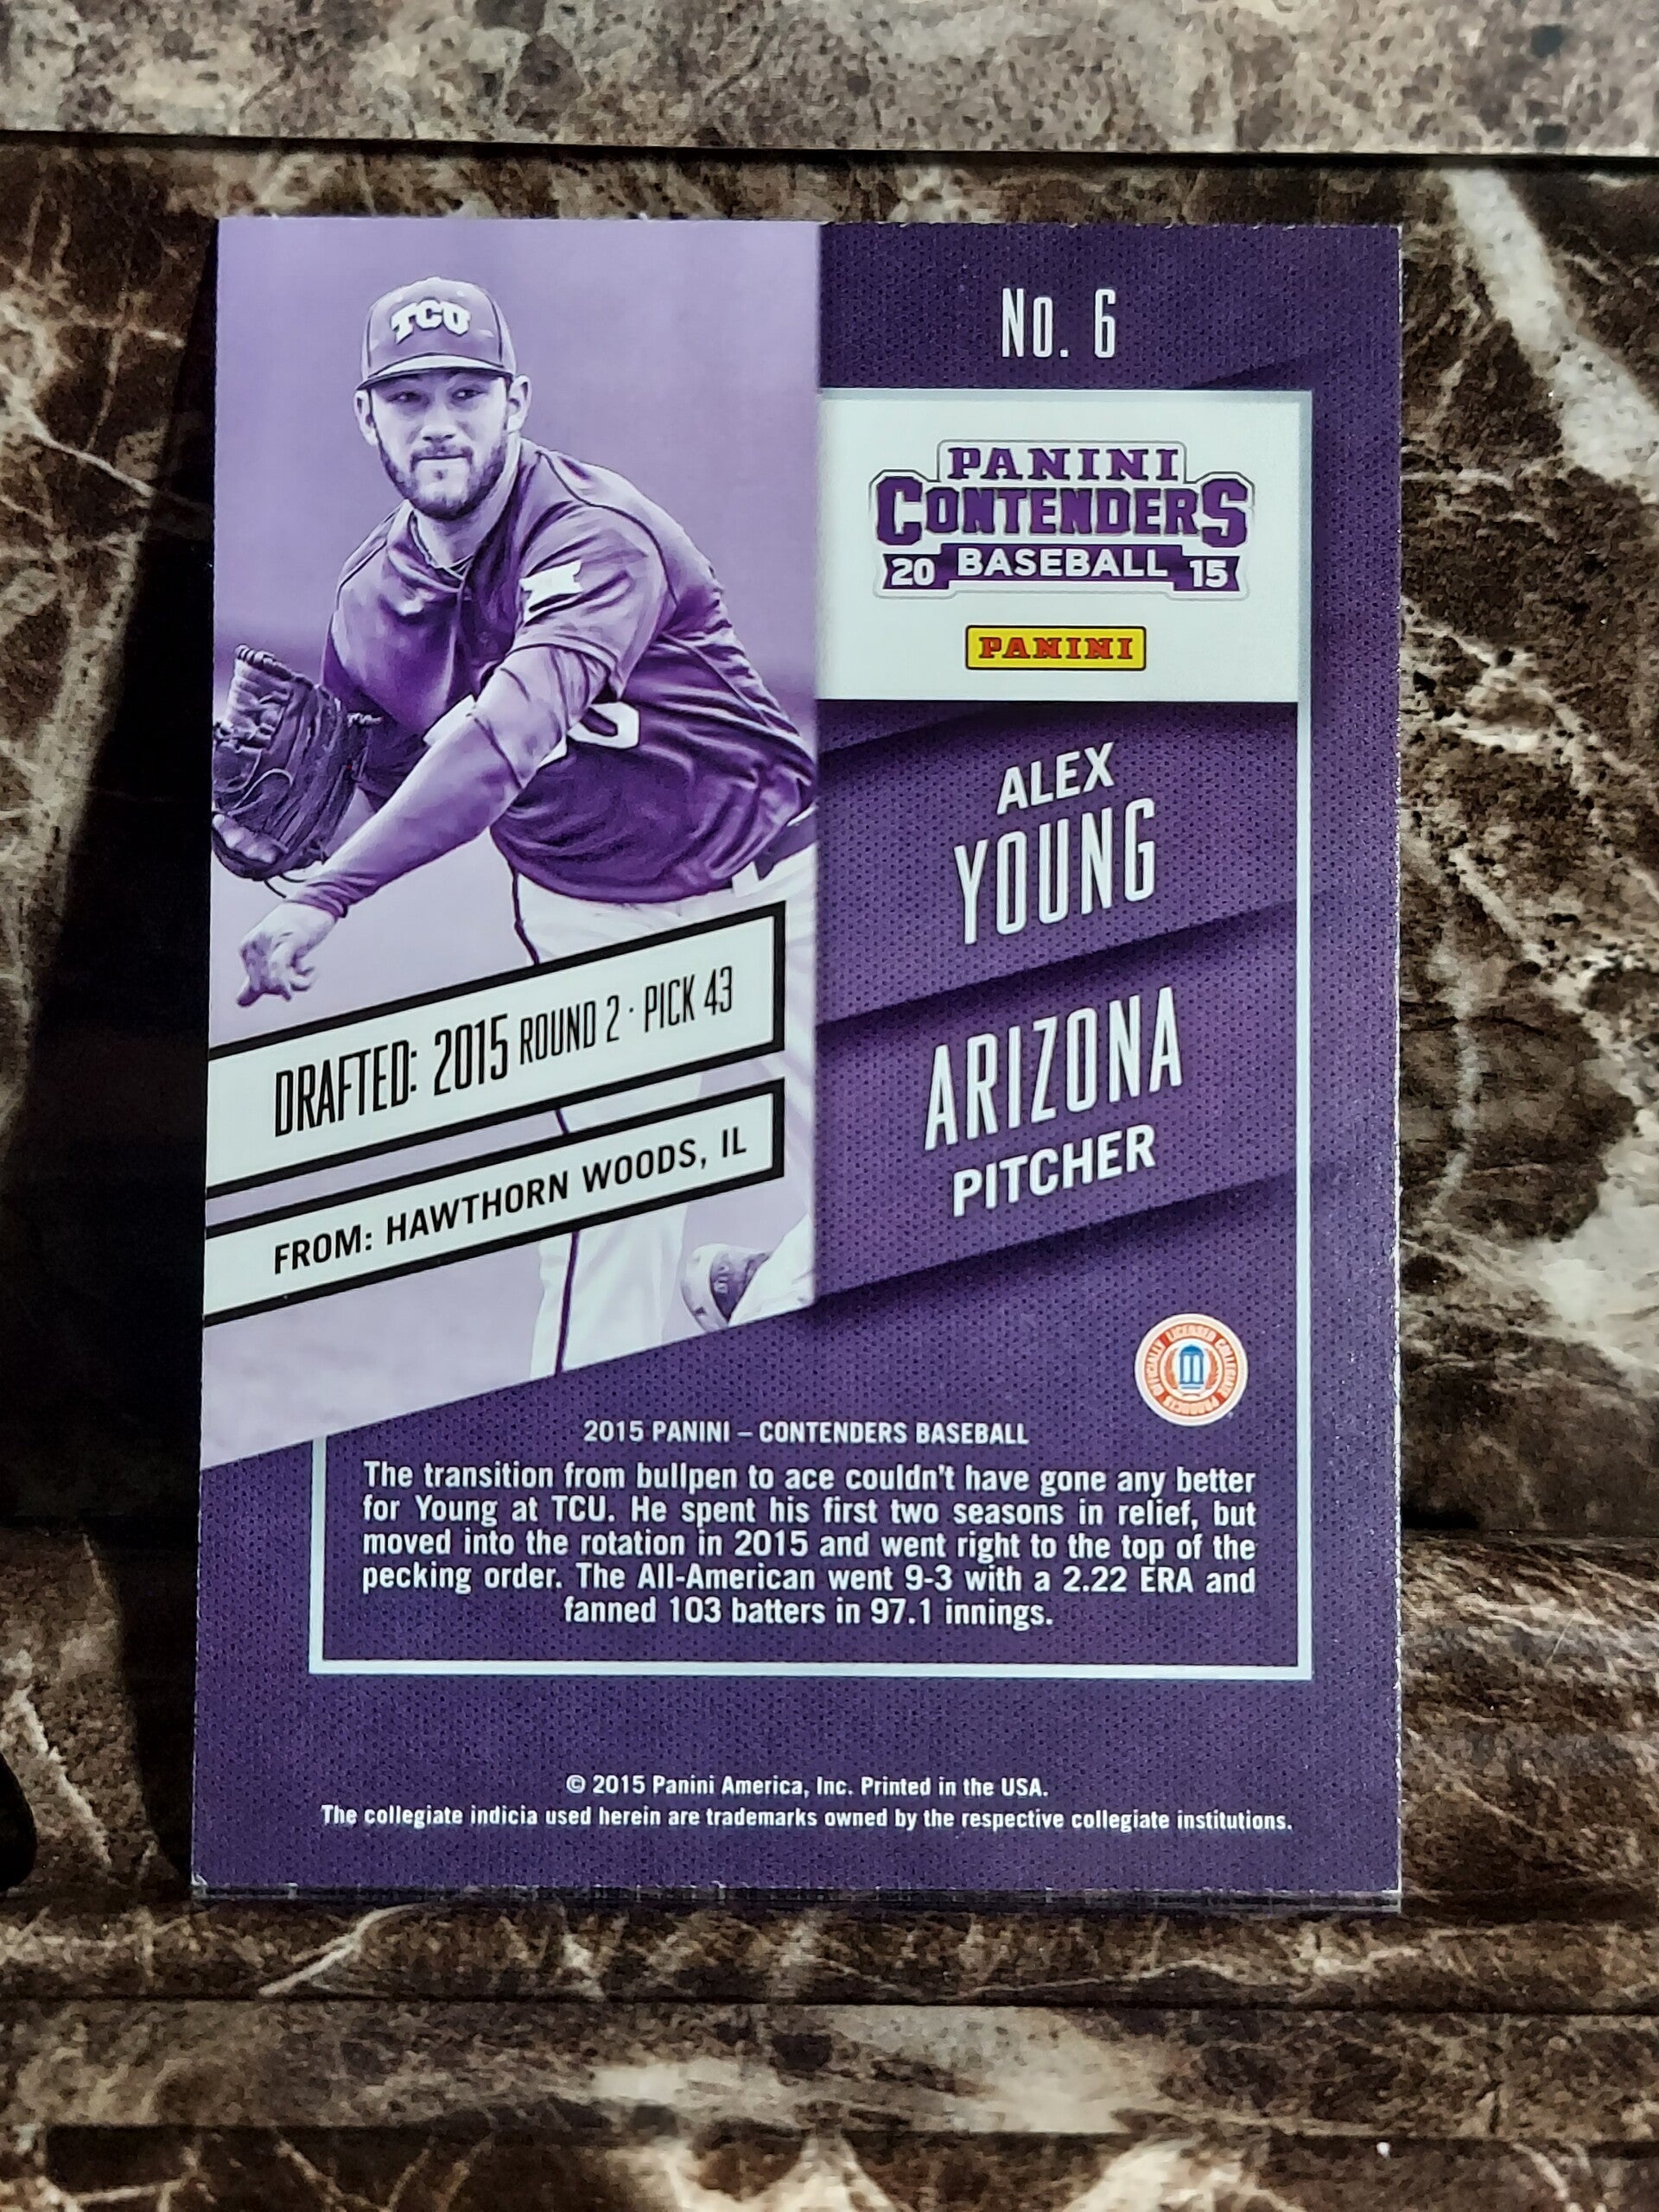 TCU
No. 6
PANINI
CONTENDERS
20 BASEBALL 15
PANINI
ALEX
YOUNG
ARIZONA
PITCHER
DRAFTED: 2015 ROUND 2 · PICK 43
FROM: HAWTHORN WOODS, IL
OFFICIALLY LICENSED COLLEGIATE PRODUCTS
2015 PANINI – CONTENDERS BASEBALL
The transition from bullpen to ace couldn't have gone any better
for Young at TCU. He spent his first two seasons in relief, but
moved into the rotation in 2015 and went right to the top of the
pecking order. The All-American went 9-3 with a 2.22 ERA and
fanned 103 batters in 97.1 innings.
© 2015 Panini America, Inc. Printed in the USA.
The collegiate indicia used herein are trademarks owned by the respective collegiate institutions.